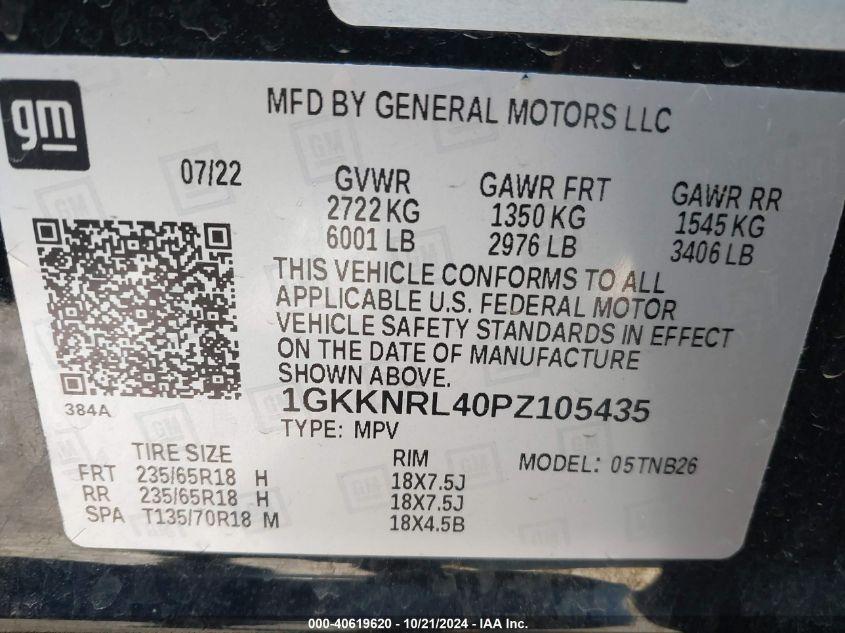 gm
MFD BY GENERAL MOTORS LLC
07/22
GVWR
2722 KG
6001 LB
GAWR FRT
1350 KG
2976 LB
GAWR RR
1545 KG
3406 LB
THIS VEHICLE CONFORMS TO ALL
APPLICABLE U.S. FEDERAL MOTOR
VEHICLE SAFETY STANDARDS IN EFFECT
ON THE DATE OF MANUFACTURE
SHOWN ABOVE.
384A
1GKKNRL40PZ105435
TYPE: MPV
TIRE SIZE
RIM
MODEL: 05TNB26
FRT 235/65R18 H 18X7.5J
RR 235/65R18 H 18X7.5J
SPA T135/70R18 M 18X4.5B
000-40619620 - 10/21/2024 - IAA Inc.